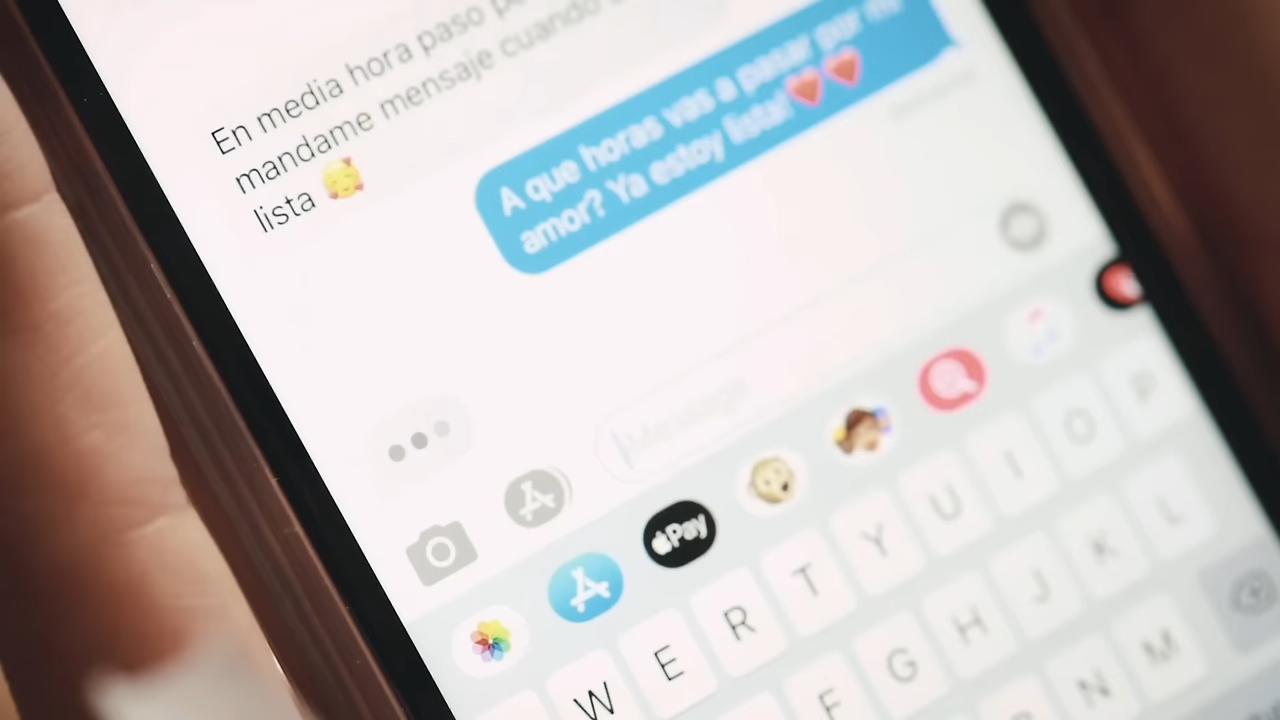 En media hora paso
mandame mensaje cuando
lista 🥰
A que horas vas a pasar por mi
amor? Ya estoy lista!❤️❤️
Message
Pay
W E R T Y U I O P
F G H J K L
N M